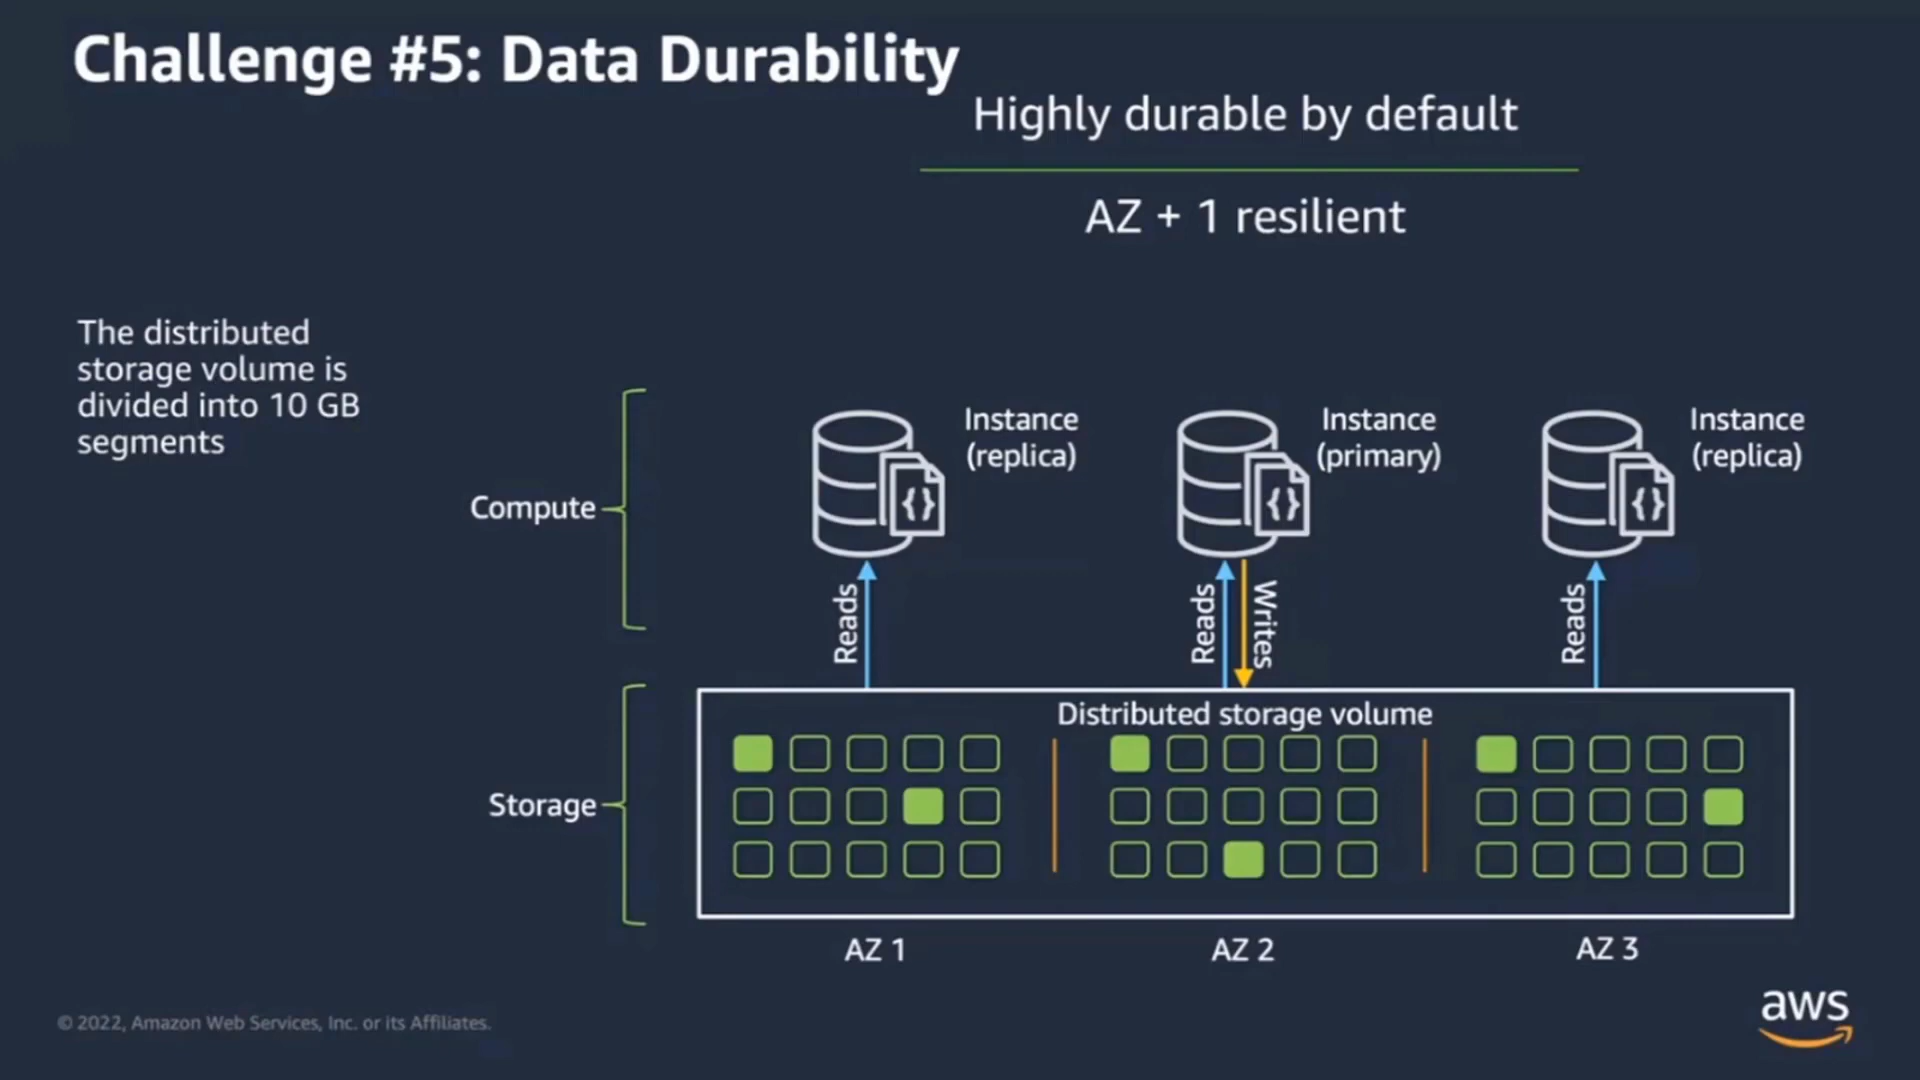 Challenge #5: Data Durability
Highly durable by default
AZ + 1 resilient
The distributed
storage volume is
divided into 10 GB
segments
Compute
Instance
(replica)
{}
Instance
(primary)
{}
Instance
(replica)
{}
Reads
Reads
Writes
Reads
Storage
Distributed storage volume
AZ 1
AZ 2
AZ 3
© 2022, Amazon Web Services, Inc. or its Affiliates.
aws